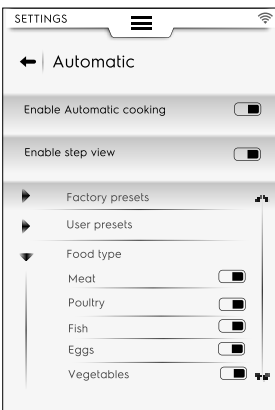 SETTINGS
Automatic
Enable Automatic cooking
Enable step view
Factory presets
User presets
Food type
Meat
Poultry
Fish
Eggs
Vegetables